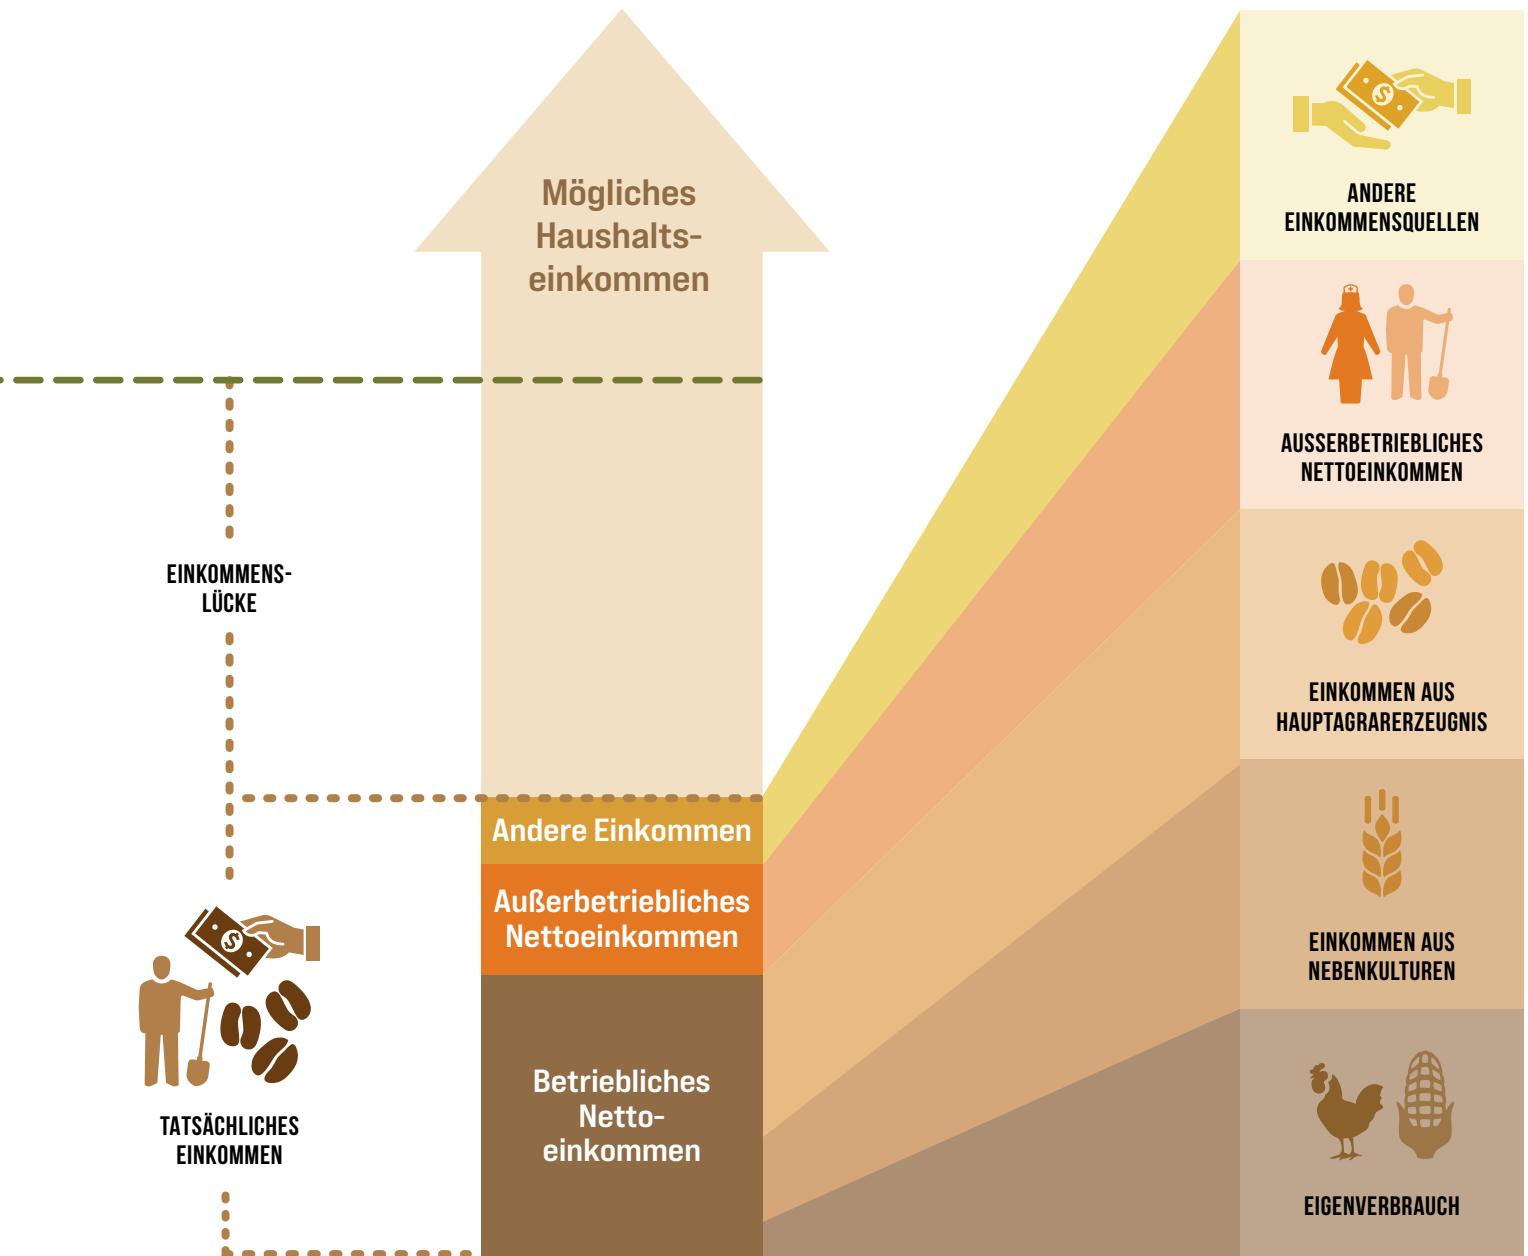 Mögliches
Haushalts-
einkommen
EINKOMMENS-
LÜCKE
TATSÄCHLICHES
EINKOMMEN
Andere Einkommen
Außerbetriebliches
Nettoeinkommen
Betriebliches
Netto-
einkommen
ANDERE
EINKOMMENSQUELLEN
AUSSERBETRIEBLICHES
NETTOEINKOMMEN
EINKOMMEN AUS
HAUPTAGRARERZEUGNIS
EINKOMMEN AUS
NEBENKULTUREN
EIGENVERBRAUCH